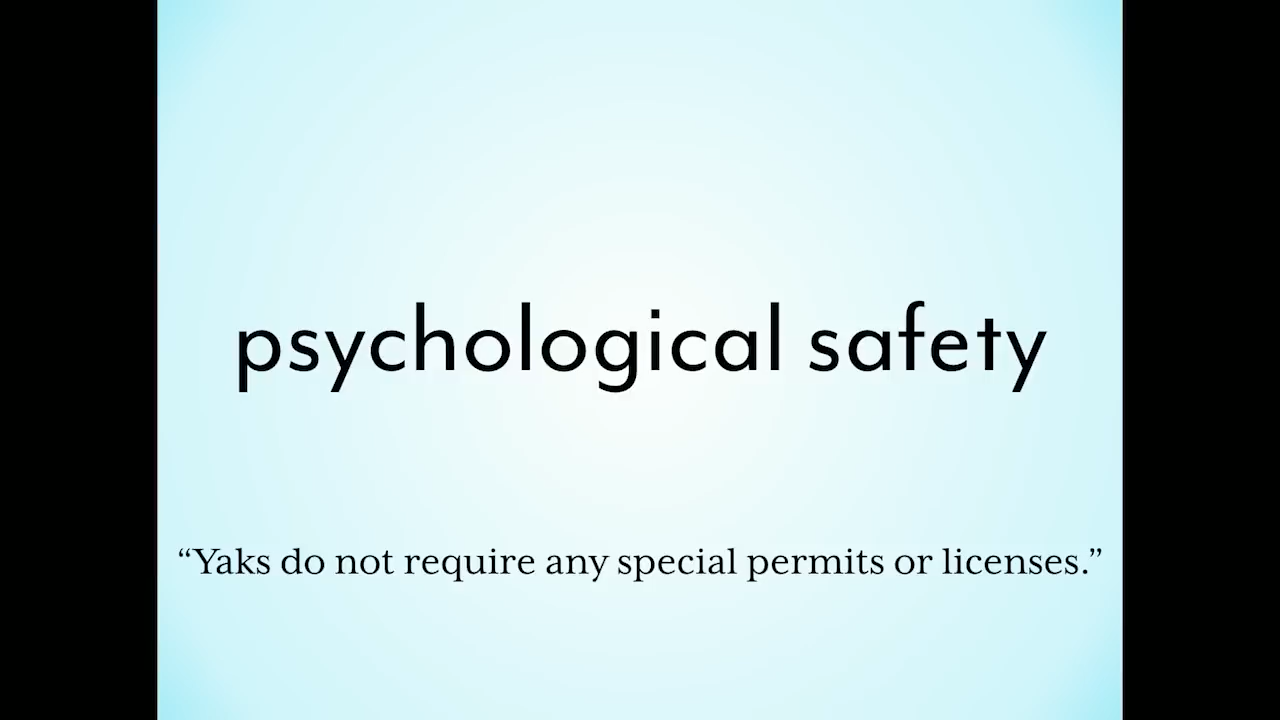 psychological safety
“Yaks do not require any special permits or licenses.”